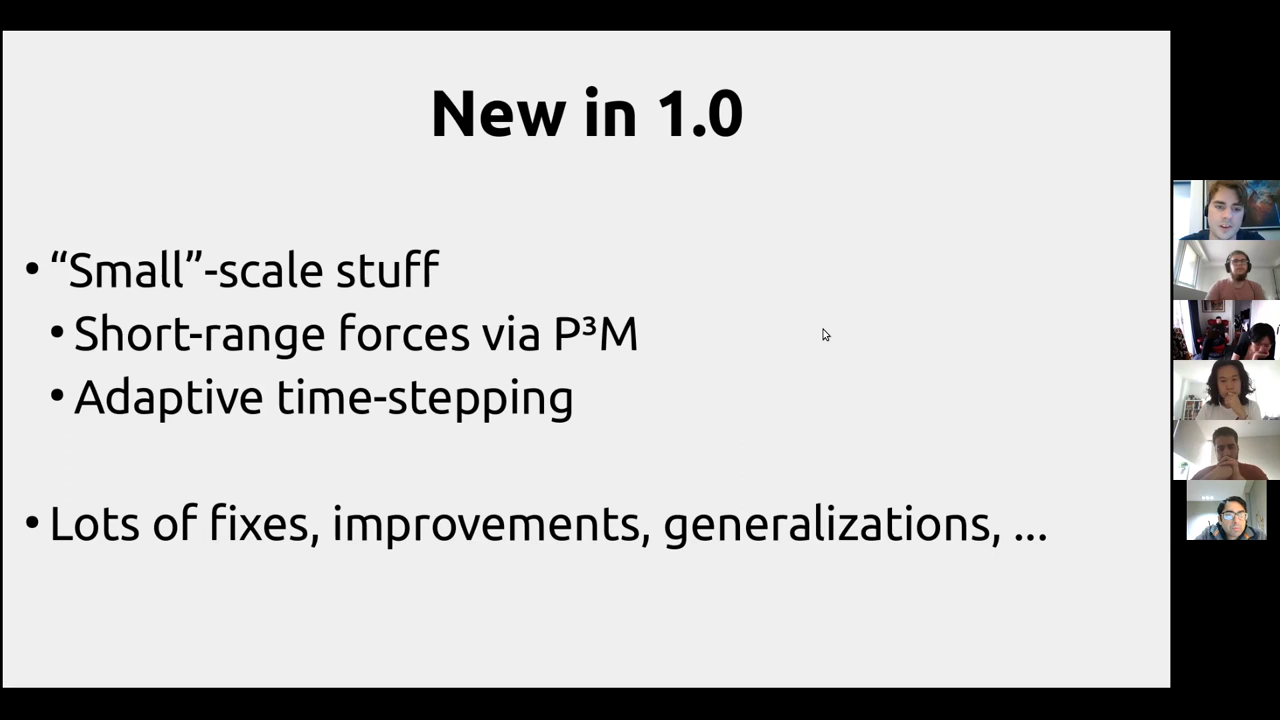 New in 1.0
• “Small”-scale stuff
• Short-range forces via P³M
• Adaptive time-stepping
• Lots of fixes, improvements, generalizations, ...